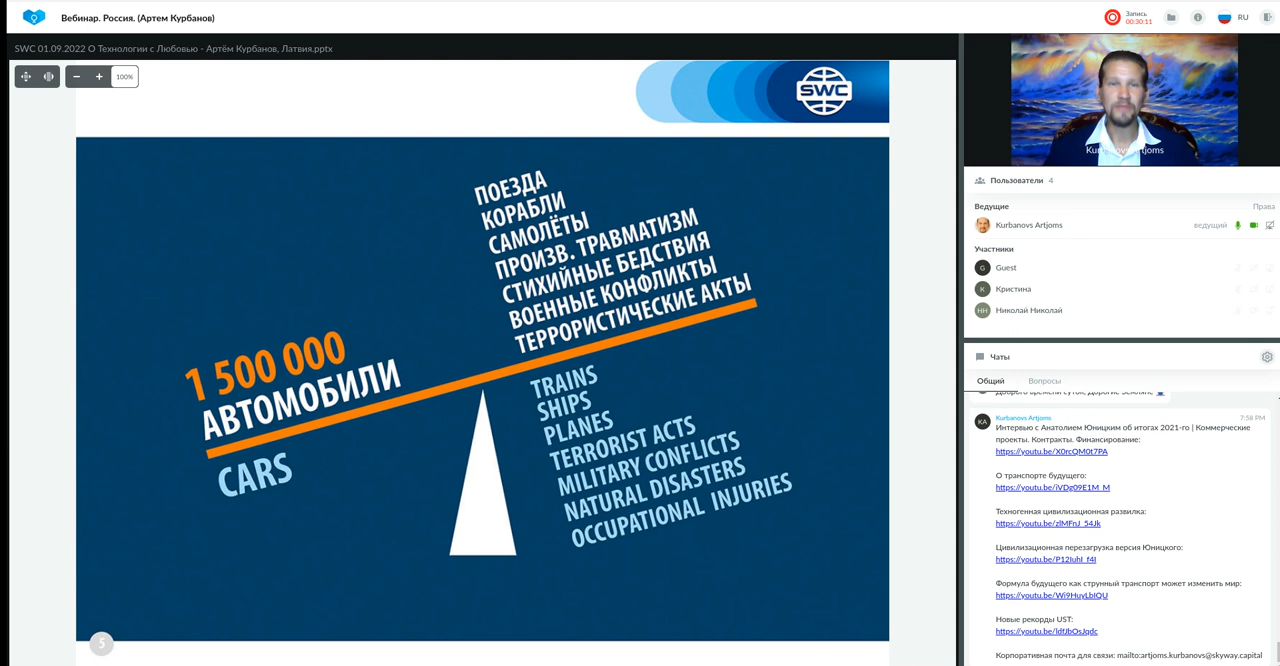 Вебинар. Россия. (Артем Курбанов)
Запись
00:30:11
RU
SWC 01.09.2022 О Технологии с Любовью - Артём Курбанов, Латвия.pptx
100%
SWC
ПОЕЗДА
КОРАБЛИ
САМОЛЁТЫ
ПРОИЗВ. ТРАВМАТИЗМ
СТИХИЙНЫЕ БЕДСТВИЯ
ВОЕННЫЕ КОНФЛИКТЫ
ТЕРРОРИСТИЧЕСКИЕ АКТЫ
1 500 000
АВТОМОБИЛИ
CARS
TRAINS
SHIPS
PLANES
TERRORIST ACTS
MILITARY CONFLICTS
NATURAL DISASTERS
OCCUPATIONAL INJURIES
5
Пользователи 4
Ведущие Права
Kurbanovs Artjoms ведущий
Участники
G Guest
K Кристина
НН Николай Николай
Чаты
Общий Вопросы
KA Kurbanovs Artjoms 7:58 PM
Интервью с Анатолием Юницким об итогах 2021-го | Коммерческие
проекты. Контракты. Финансирование:
https://youtu.be/X0rcQM0t7PA
О транспорте будущего:
https://youtu.be/iVDg09E1M_M
Техногенная цивилизационная развилка:
https://youtu.be/zlMFnJ_54Jk
Цивилизационная перезагрузка версия Юницкого:
https://youtu.be/P12IuhI_f4I
Формула будущего как струнный транспорт может изменить мир:
https://youtu.be/Wi9HuyLbIQU
Новые рекорды UST:
https://youtu.be/ldfJbOsJqdc
Корпоративная почта для связи: mailto:artjoms.kurbanovs@skyway.capital